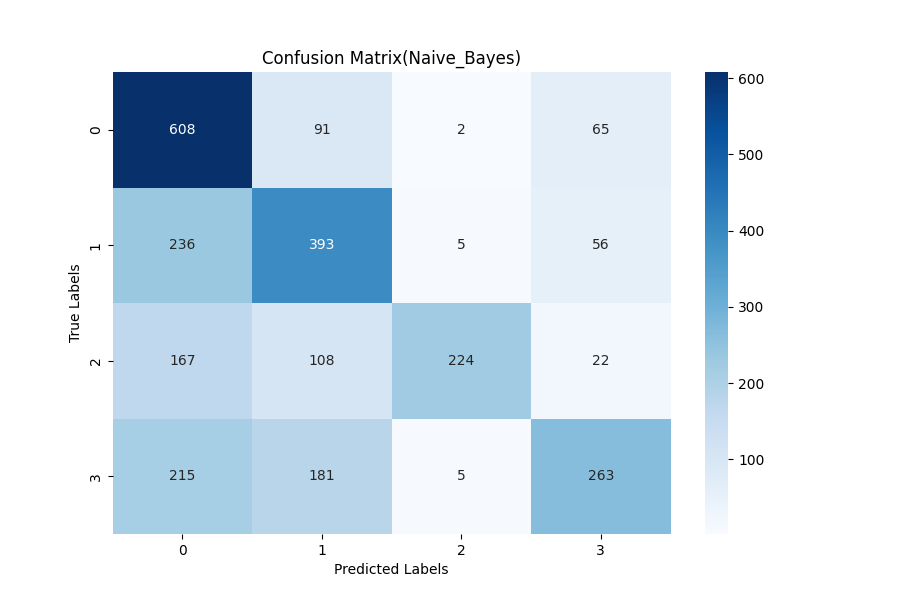 Confusion Matrix(Naive_Bayes)
0 608 91 2 65
1 236 393 5 56
2 167 108 224 22
3 215 181 5 263
0 1 2 3
Predicted Labels
True Labels
600
500
400
300
200
100